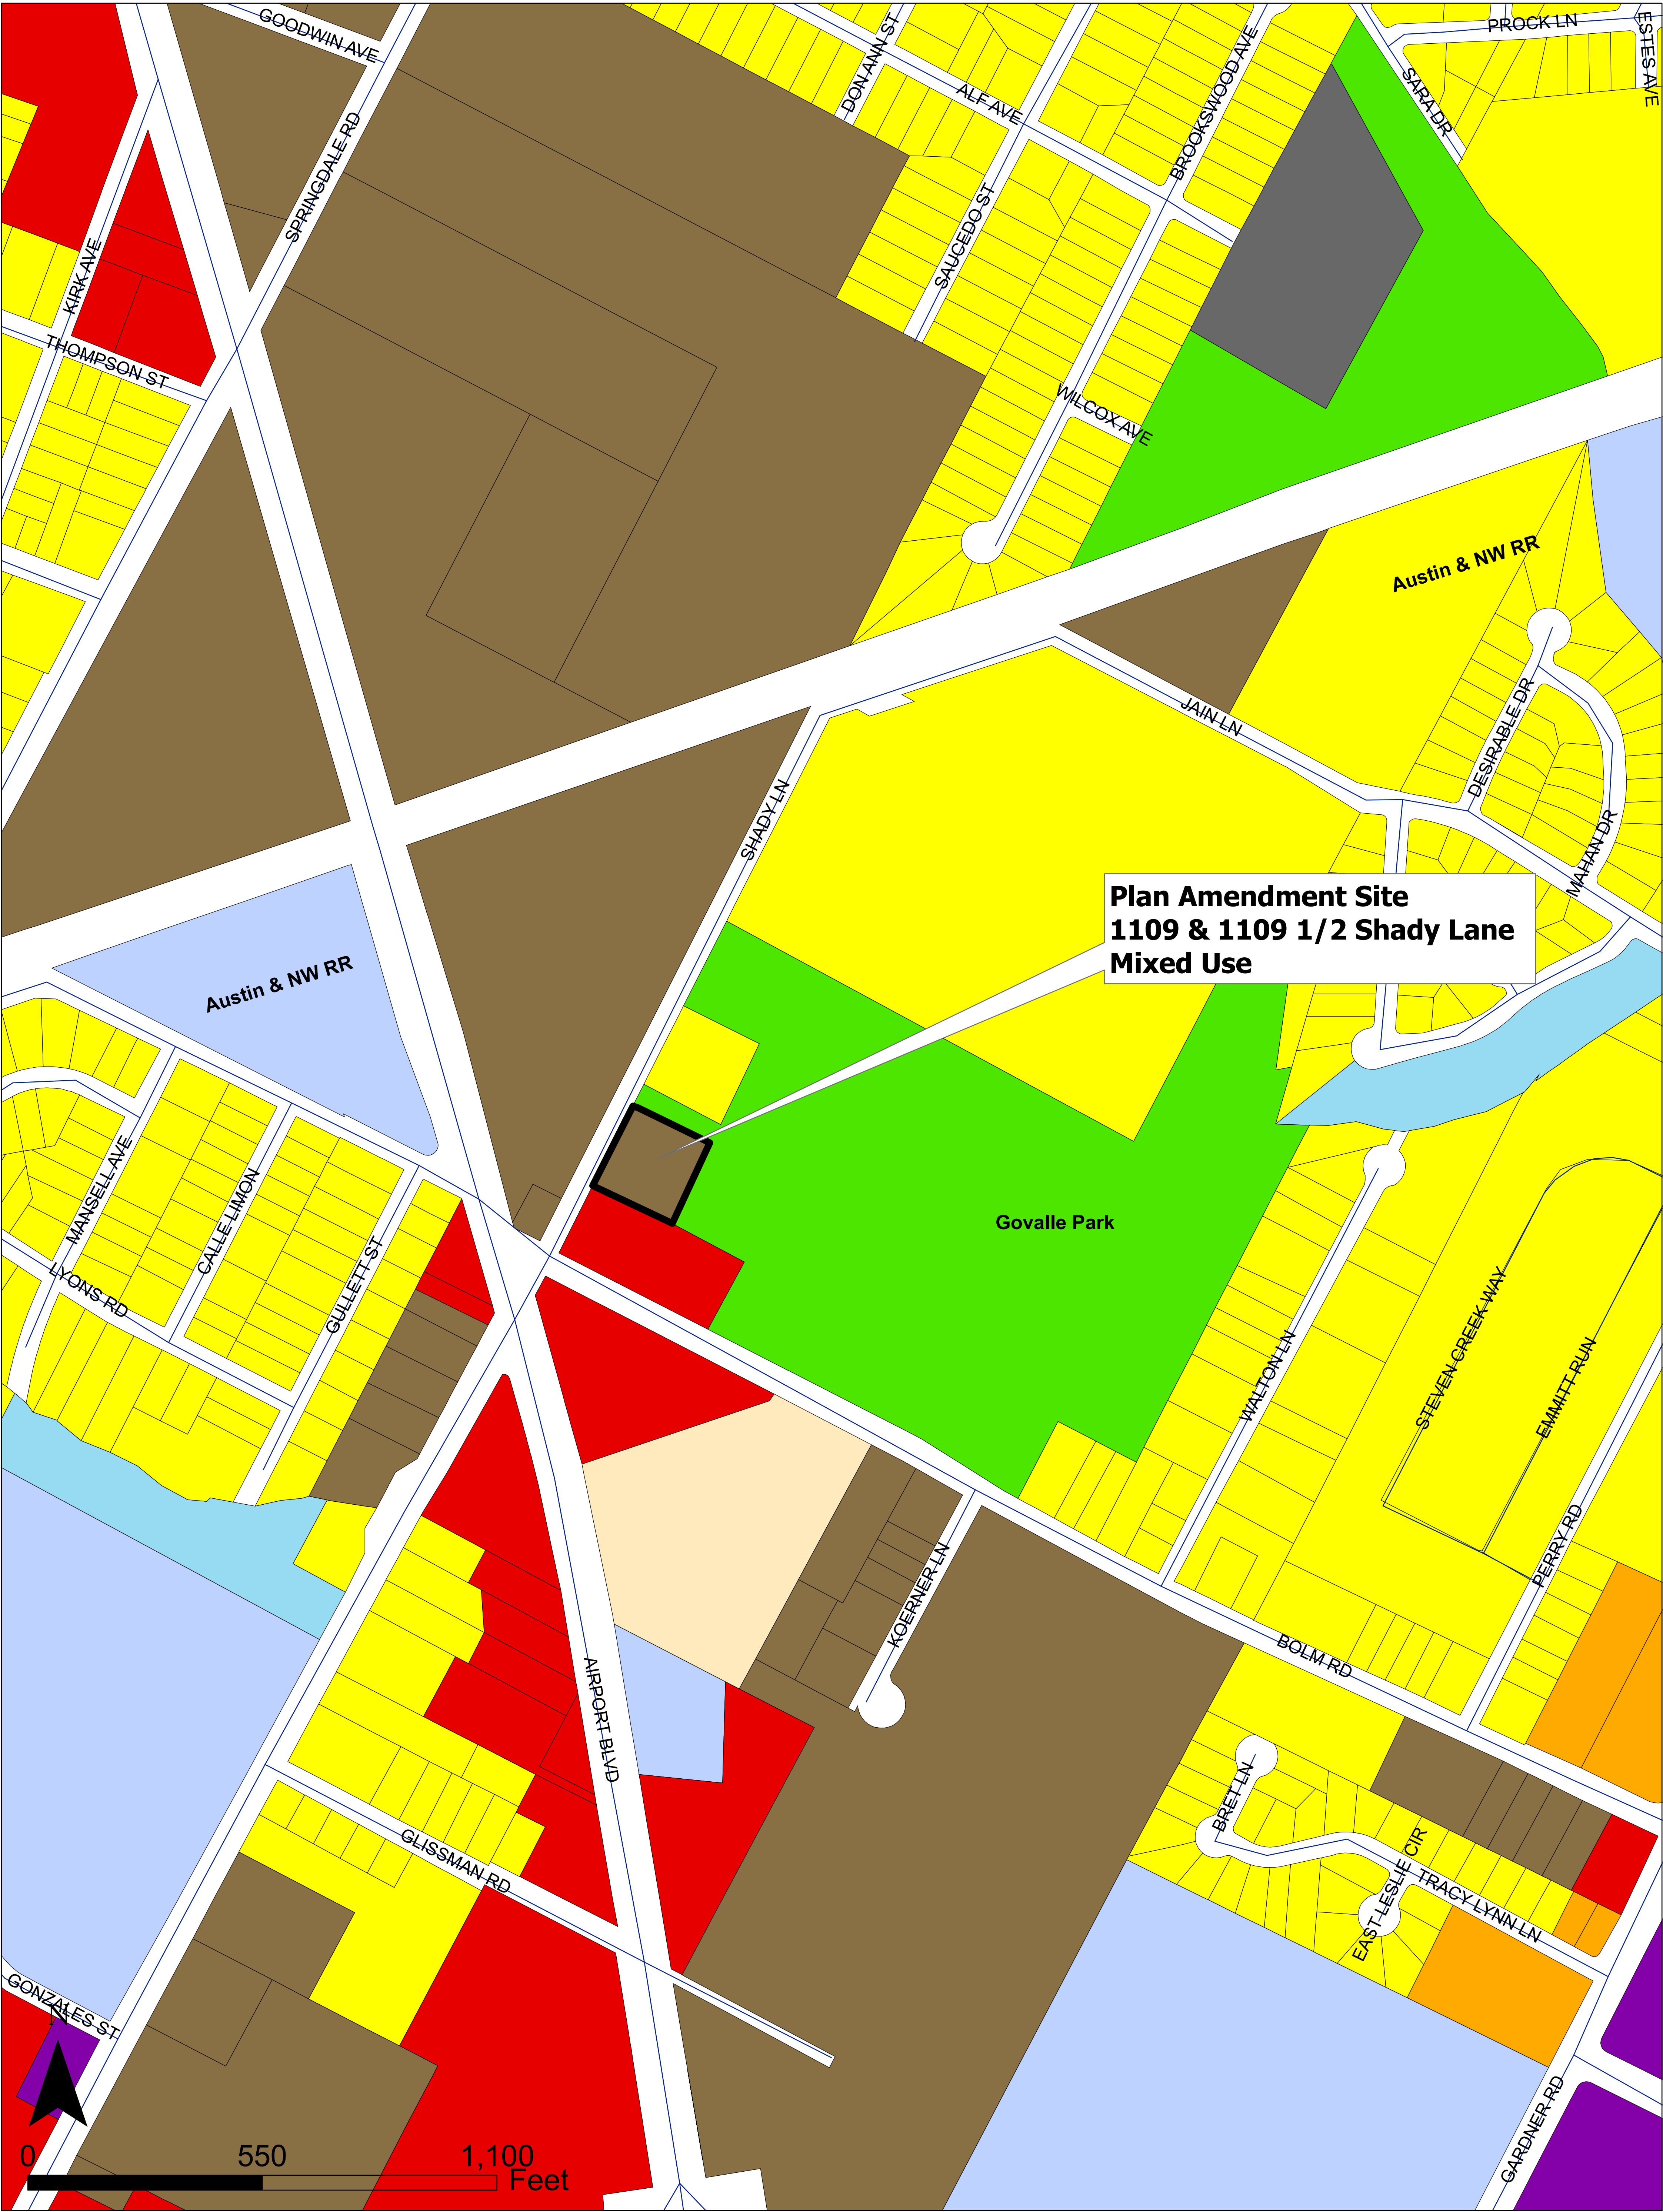 GOODWIN AVE
DON ANN ST
PROCK LN
ESTES AVE
ALF AVE
BROOKSWOOD AVE
SARA DR
SPRINGDALE RD
SAUCEDO ST
KIRK AVE
THOMPSON ST
WILCOX AVE
Austin & NW RR
JAIN LN
DESIRABLE DR
SHADY LN
MAHAN DR
Plan Amendment Site
1109 & 1109 1/2 Shady Lane
Mixed Use
Austin & NW RR
MANSELL AVE
CALLE LIMON
GULLETT ST
LYONS RD
Govalle Park
WALTON LN
STEVEN CREEK WAY
EMMITT RUN
PERRY RD
KOERNER LN
BOLM RD
AIRPORT BLVD
BRET LN
GLISSMAN RD
EAST LESLIE CIR
TRACY LYNN LN
GONZALES ST
N
GARDNER RD
0 550 1,100
Feet